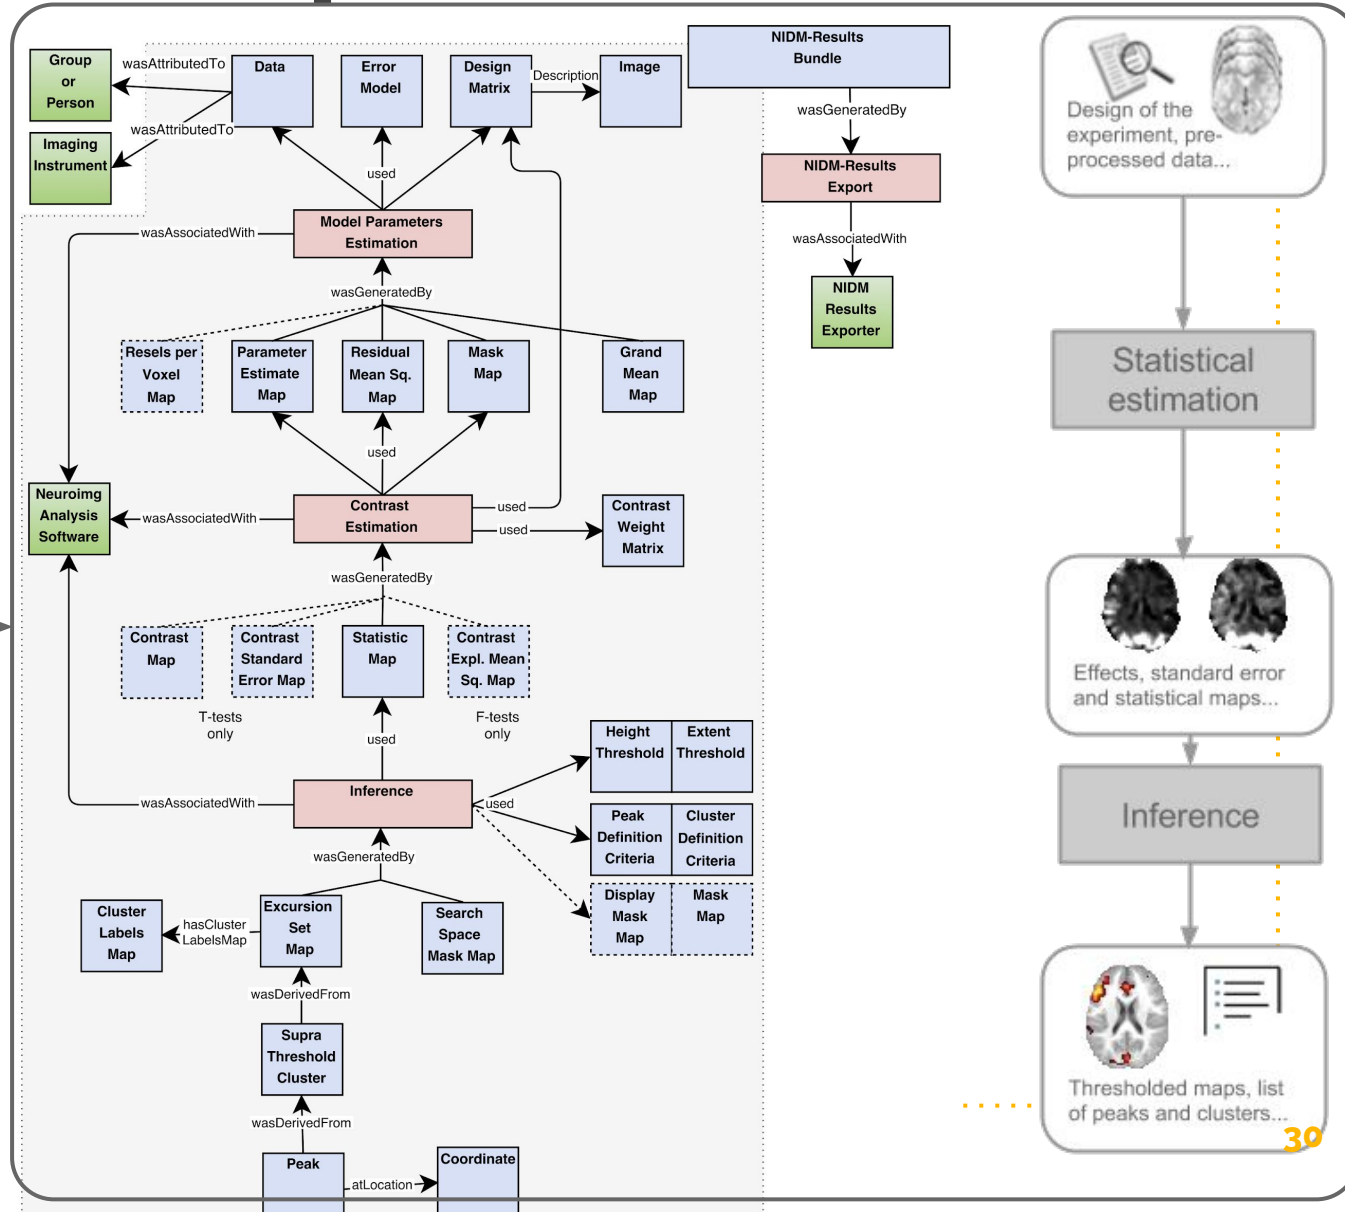 NIDM-Results
Bundle
Group
or
Person
wasAttributedTo
Data
Error
Model
Design
Matrix
Description
Image
wasGeneratedBy
wasAttributedTo
Imaging
Instrument
used
NIDM-Results
Export
Model Parameters
Estimation
wasAssociatedWith
wasAssociatedWith
wasGeneratedBy
NIDM
Results
Exporter
Resels per
Voxel
Map
Parameter
Estimate
Map
Residual
Mean Sq.
Map
Mask
Map
Grand
Mean
Map
used
Neuroimg
Analysis
Software
wasAssociatedWith
Contrast
Estimation
used
used
Contrast
Weight
Matrix
wasGeneratedBy
Contrast
Map
Contrast
Standard
Error Map
Statistic
Map
Contrast
Expl. Mean
Sq. Map
T-tests
only
F-tests
only
used
Height
Threshold
Extent
Threshold
wasAssociatedWith
Inference
used
Peak
Definition
Criteria
Cluster
Definition
Criteria
wasGeneratedBy
Display
Mask
Map
Mask
Map
Cluster
Labels
Map
hasCluster
LabelsMap
Excursion
Set
Map
Search
Space
Mask Map
wasDerivedFrom
Supra
Threshold
Cluster
wasDerivedFrom
Peak
atLocation
Coordinate
Design of the
experiment, pre-
processed data...
Statistical
estimation
Effects, standard error
and statistical maps...
Inference
Thresholded maps, list
of peaks and clusters...
30